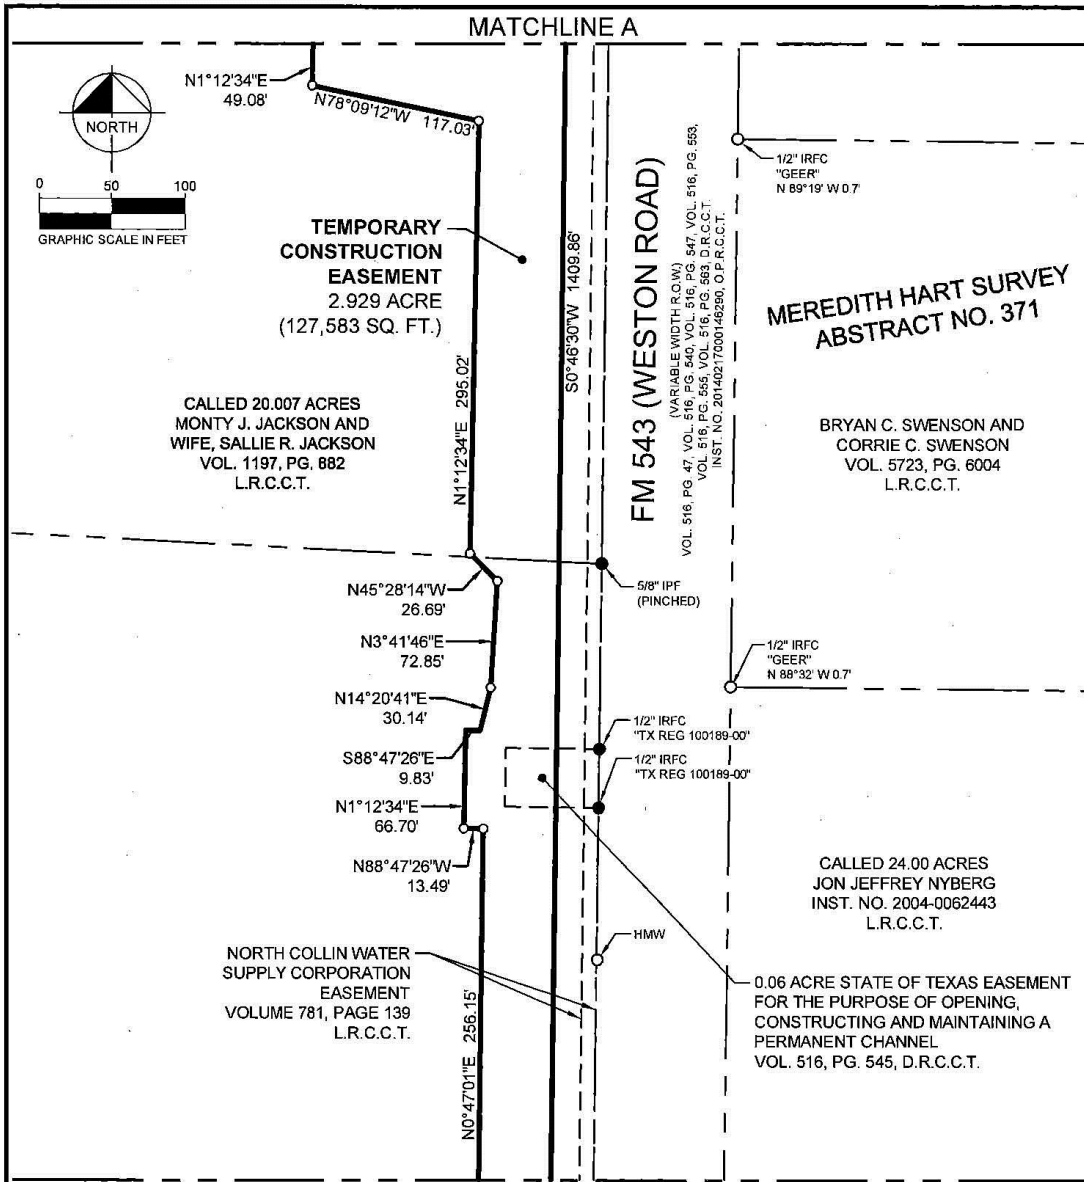 MATCHLINE A
N1°12'34"E
49.08'
N78°09'12"W 117.03'
NORTH
0 50 100
GRAPHIC SCALE IN FEET
TEMPORARY
CONSTRUCTION
EASEMENT
2.929 ACRE
(127,583 SQ. FT.)
S0°46'30"W 1409.86'
FM 543 (WESTON ROAD)
(VARIABLE WIDTH R.O.W.)
VOL. 516, PG. 47, VOL. 516, PG. 540, VOL. 516, PG. 547, VOL. 516, PG. 553,
VOL. 516, PG. 555, VOL. 516, PG. 563, D.R.C.C.T.
INST. NO. 20140217000146290, O.P.R.C.C.T.
1/2" IRFC
"GEER"
N 89°19' W 0.7'
MEREDITH HART SURVEY
ABSTRACT NO. 371
CALLED 20.007 ACRES
MONTY J. JACKSON AND
WIFE, SALLIE R. JACKSON
VOL. 1197, PG. 882
L.R.C.C.T.
N1°12'34"E 295.02'
BRYAN C. SWENSON AND
CORRIE C. SWENSON
VOL. 5723, PG. 6004
L.R.C.C.T.
N45°28'14"W
26.69'
5/8" IPF
(PINCHED)
N3°41'46"E
72.85'
1/2" IRFC
"GEER"
N 88°32' W 0.7'
N14°20'41"E
30.14'
1/2" IRFC
"TX REG 100189-00"
S88°47'26"E
9.83'
1/2" IRFC
"TX REG 100189-00"
N1°12'34"E
66.70'
N88°47'26"W
13.49'
CALLED 24.00 ACRES
JON JEFFREY NYBERG
INST. NO. 2004-0062443
L.R.C.C.T.
HMW
NORTH COLLIN WATER
SUPPLY CORPORATION
EASEMENT
VOLUME 781, PAGE 139
L.R.C.C.T.
N0°47'01"E 256.15'
0.06 ACRE STATE OF TEXAS EASEMENT
FOR THE PURPOSE OF OPENING,
CONSTRUCTING AND MAINTAINING A
PERMANENT CHANNEL
VOL. 516, PG. 545, D.R.C.C.T.